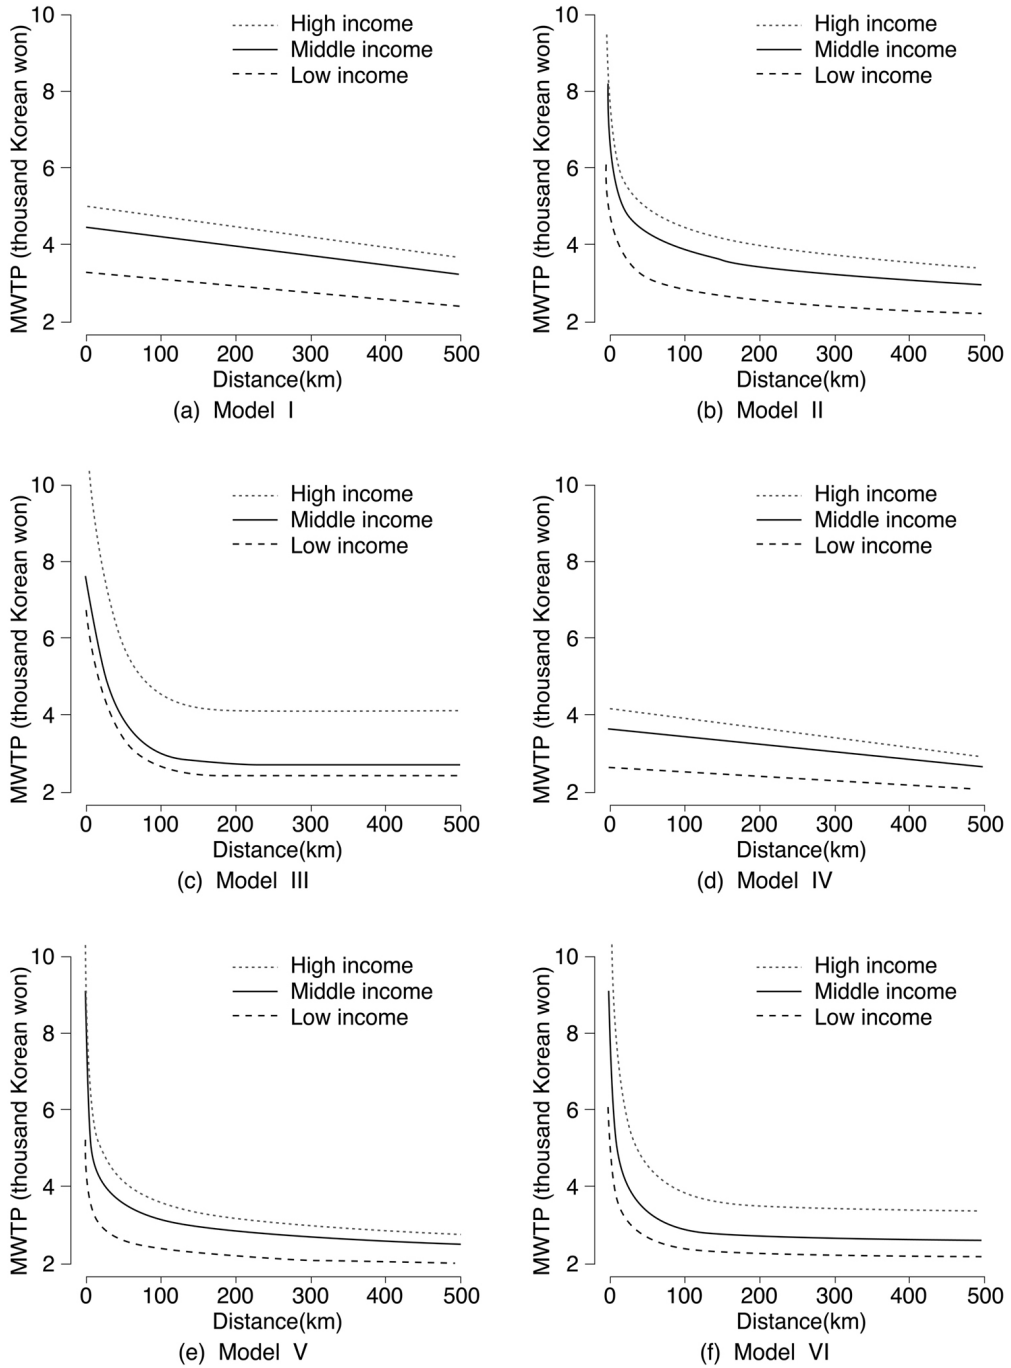 MWTP (thousand Korean won)
10
8
6
4
2
High income
Middle income
Low income
0 100 200 300 400 500
Distance(km)
(a) Model I
MWTP (thousand Korean won)
10
8
6
4
2
High income
Middle income
Low income
0 100 200 300 400 500
Distance(km)
(b) Model II
MWTP (thousand Korean won)
10
8
6
4
2
High income
Middle income
Low income
0 100 200 300 400 500
Distance(km)
(c) Model III
MWTP (thousand Korean won)
10
8
6
4
2
High income
Middle income
Low income
0 100 200 300 400 500
Distance(km)
(d) Model IV
MWTP (thousand Korean won)
10
8
6
4
2
High income
Middle income
Low income
0 100 200 300 400 500
Distance(km)
(e) Model V
MWTP (thousand Korean won)
10
8
6
4
2
High income
Middle income
Low income
0 100 200 300 400 500
Distance(km)
(f) Model VI